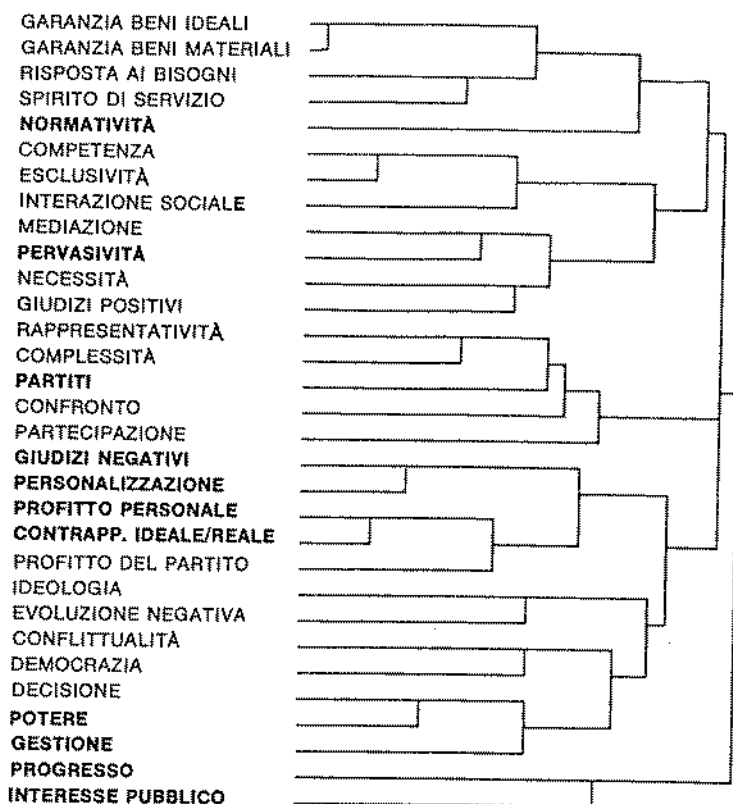 GARANZIA BENI IDEALI
GARANZIA BENI MATERIALI
RISPOSTA AI BISOGNI
SPIRITO DI SERVIZIO
NORMATIVITÀ
COMPETENZA
ESCLUSIVITÀ
INTERAZIONE SOCIALE
MEDIAZIONE
PERVASIVITÀ
NECESSITÀ
GIUDIZI POSITIVI
RAPPRESENTATIVITÀ
COMPLESSITÀ
PARTITI
CONFRONTO
PARTECIPAZIONE
GIUDIZI NEGATIVI
PERSONALIZZAZIONE
PROFITTO PERSONALE
CONTRAPP. IDEALE/REALE
PROFITTO DEL PARTITO
IDEOLOGIA
EVOLUZIONE NEGATIVA
CONFLITTUALITÀ
DEMOCRAZIA
DECISIONE
POTERE
GESTIONE
PROGRESSO
INTERESSE PUBBLICO